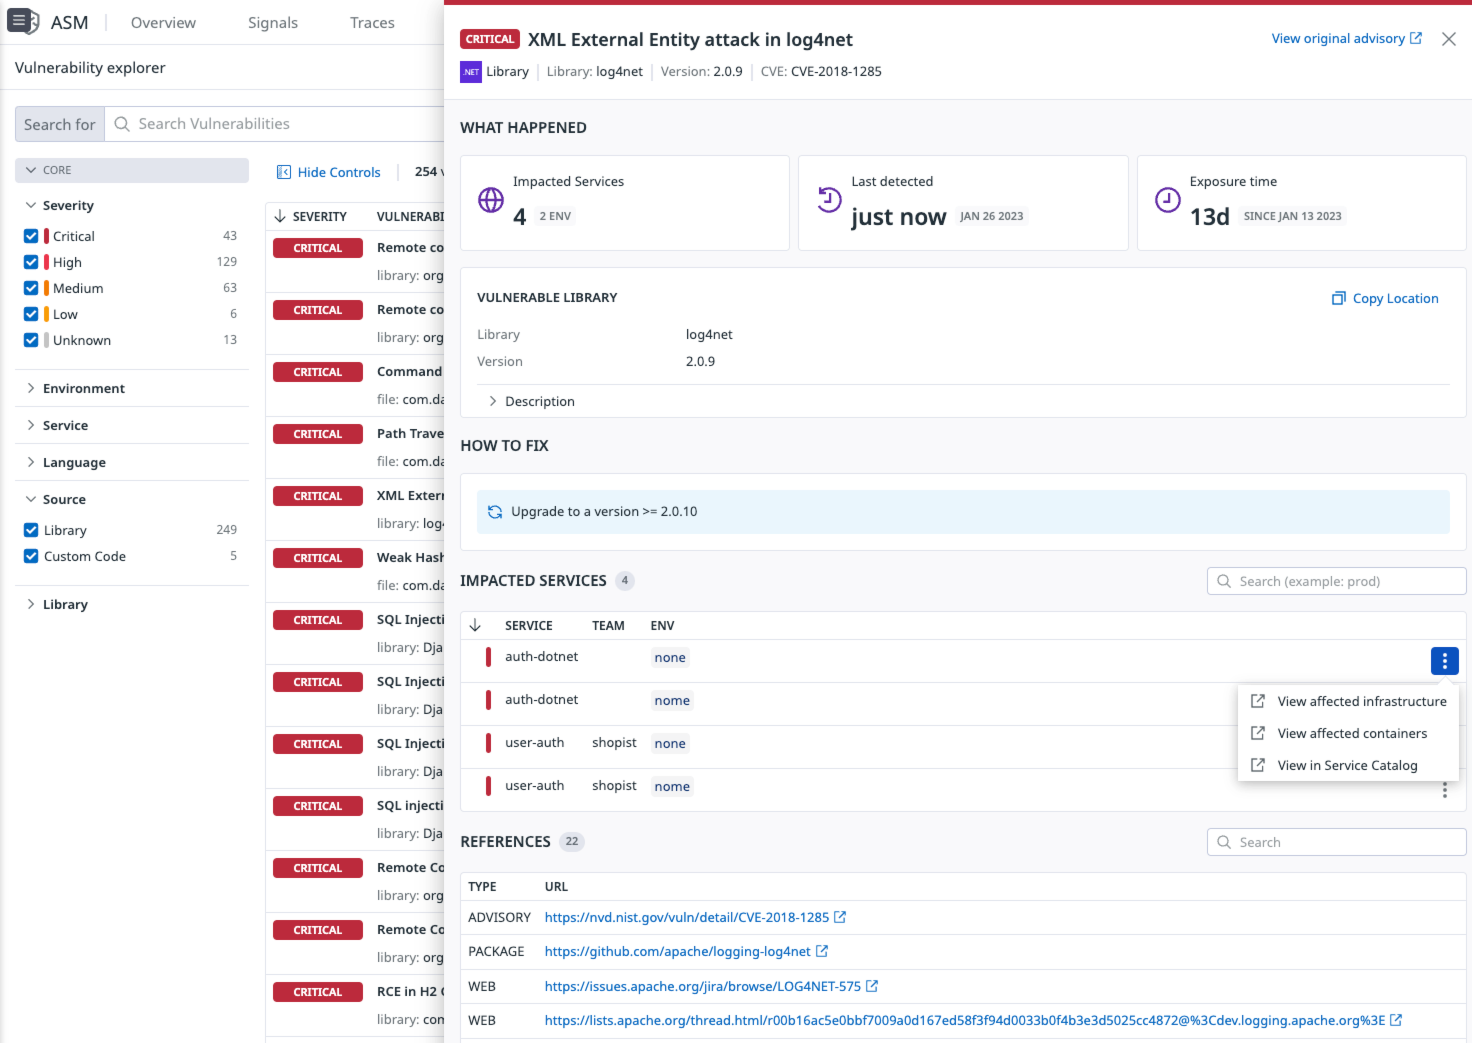 ASM
Overview
Signals
Traces
Vulnerability explorer
Search for
Search Vulnerabilities
CORE
Severity
Critical 43
High 129
Medium 63
Low 6
Unknown 13
Environment
Service
Language
Source
Library 249
Custom Code 5
Library
Hide Controls
254
SEVERITY VULNERABI
CRITICAL Remote co
library: org
CRITICAL Remote co
library: org
CRITICAL Command
file: com.da
CRITICAL Path Trave
file: com.da
CRITICAL XML Extern
library: log
CRITICAL Weak Hash
file: com.da
CRITICAL SQL Injecti
library: Dja
CRITICAL SQL Injecti
library: Dja
CRITICAL SQL Injecti
library: Dja
CRITICAL SQL injecti
library: Dja
CRITICAL Remote Co
library: org
CRITICAL Remote Co
library: org
CRITICAL RCE in H2
library: com
CRITICAL XML External Entity attack in log4net
View original advisory
.NET Library Library: log4net Version: 2.0.9 CVE: CVE-2018-1285
WHAT HAPPENED
Impacted Services
4 2 ENV
Last detected
just now JAN 26 2023
Exposure time
13d SINCE JAN 13 2023
VULNERABLE LIBRARY
Copy Location
Library log4net
Version 2.0.9
Description
HOW TO FIX
Upgrade to a version >= 2.0.10
IMPACTED SERVICES 4
Search (example: prod)
SERVICE TEAM ENV
auth-dotnet none
auth-dotnet nome
user-auth shopist none
user-auth shopist nome
View affected infrastructure
View affected containers
View in Service Catalog
REFERENCES 22
Search
TYPE URL
ADVISORY https://nvd.nist.gov/vuln/detail/CVE-2018-1285
PACKAGE https://github.com/apache/logging-log4net
WEB https://issues.apache.org/jira/browse/LOG4NET-575
WEB https://lists.apache.org/thread.html/r00b16ac5e0bbf7009a0d167ed58f3f94d0033b0f4b3e3d5025cc4872@%3Cdev.logging.apache.org%3E